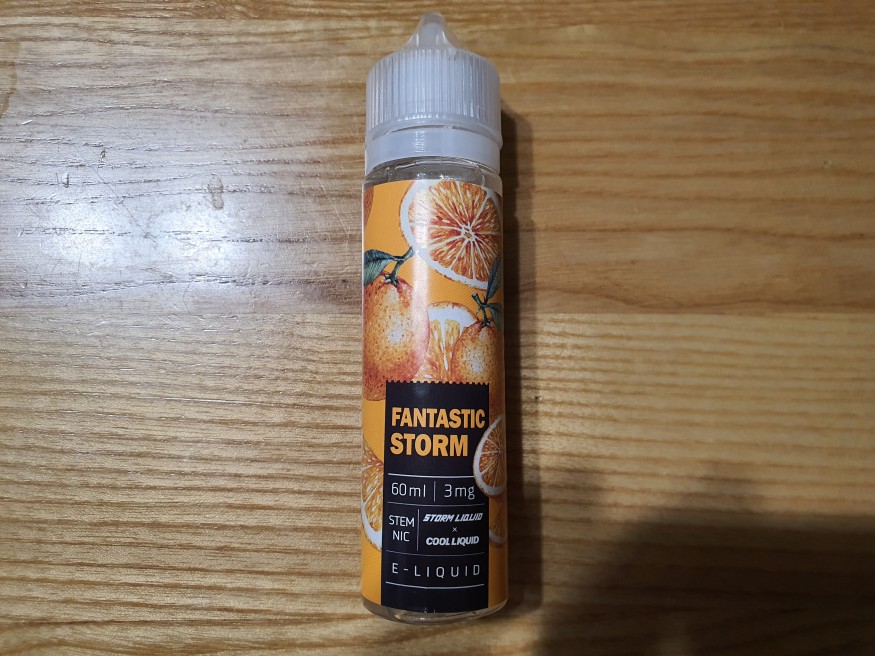 FANTASTIC
STORM
60ml | 3mg
STEM
NIC
STORM LIQUID
×
COOL LIQUID
E-LIQUID